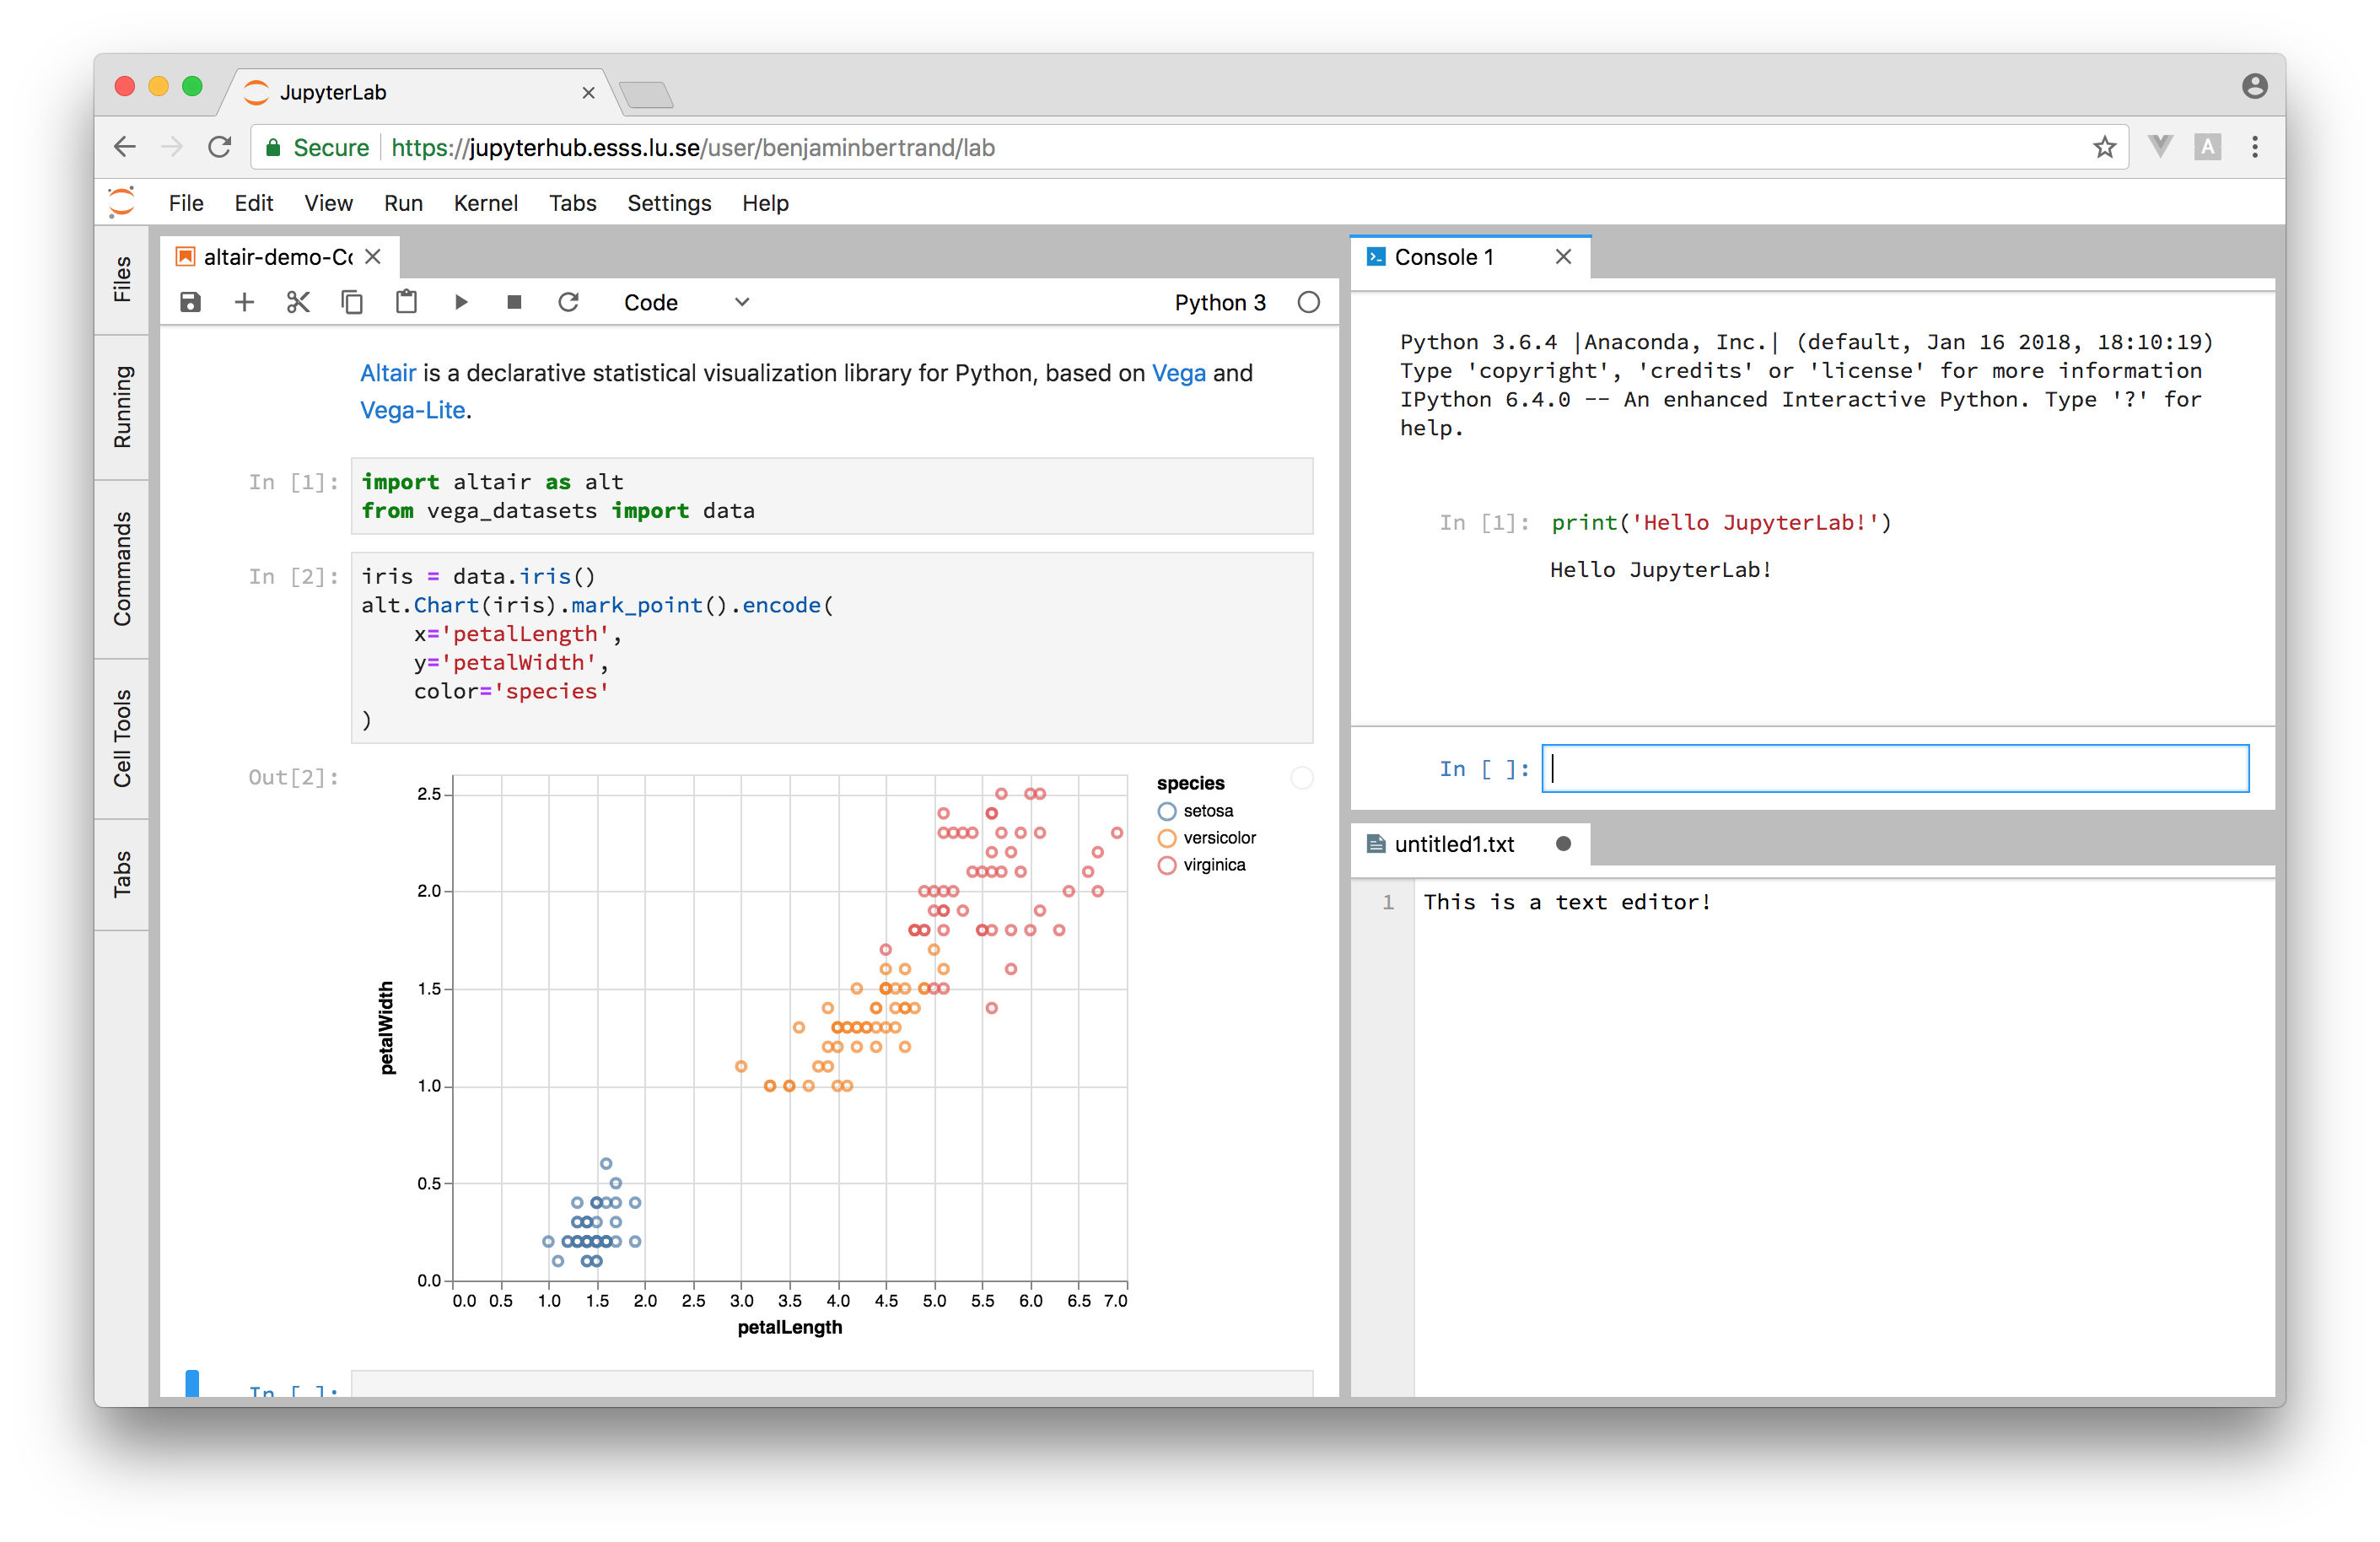 JupyterLab
Secure https://jupyterhub.esss.lu.se/user/benjaminbertrand/lab
A
File Edit View Run Kernel Tabs Settings Help
Files
Running
Commands
Cell Tools
Tabs
altair-demo-Co
Code
Python 3
Altair is a declarative statistical visualization library for Python, based on Vega and
Vega-Lite.
In [1]: import altair as alt
from vega_datasets import data
In [2]: iris = data.iris()
alt.Chart(iris).mark_point().encode(
    x='petalLength',
    y='petalWidth',
    color='species'
)
Out[2]:
2.5
2.0
1.5
1.0
0.5
0.0
petalWidth
0.0 0.5 1.0 1.5 2.0 2.5 3.0 3.5 4.0 4.5 5.0 5.5 6.0 6.5 7.0
petalLength
species
setosa
versicolor
virginica
In [ ]:
Console 1
Python 3.6.4 |Anaconda, Inc.| (default, Jan 16 2018, 18:10:19)
Type 'copyright', 'credits' or 'license' for more information
IPython 6.4.0 -- An enhanced Interactive Python. Type '?' for
help.
In [1]: print('Hello JupyterLab!')
Hello JupyterLab!
In [ ]:
untitled1.txt
1 This is a text editor!